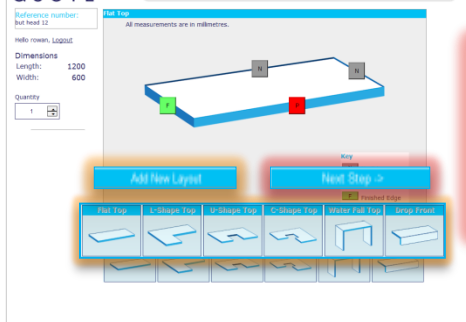 Reference number:
but head 12
Hello rowan, Logout
Dimensions
Length: 1200
Width: 600
Quantity
1
Flat Top
All measurements are in millimetres.
N
N
F
F
Key
Add New Layout
Next Step ->
F Finished Edge
Flat Top
L-Shape Top
U-Shape Top
C-Shape Top
Water Fall Top
Drop Front